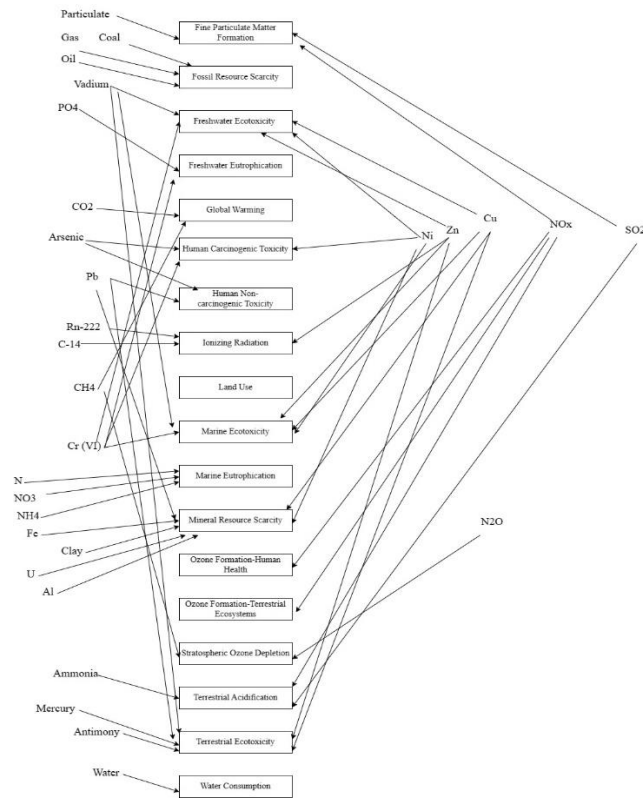 Particulate
Fine Particulate Matter
Formation
Gas
Coal
Oil
Fossil Resource Scarcity
Vadium
PO4
Freshwater Ecotoxicity
Freshwater Eutrophication
CO2
Global Warming
Arsenic
Human Carcinogenic Toxicity
Ni
Zn
Cu
NOx
SO2
Pb
Human Non-
carcinogenic Toxicity
Rn-222
C-14
Ionizing Radiation
CH4
Land Use
Cr (VI)
Marine Ecotoxicity
N
NO3
NH4
Marine Eutrophication
Fe
Clay
U
Al
Mineral Resource Scarcity
N2O
Ozone Formation-Human
Health
Ozone Formation-Terrestrial
Ecosystems
Stratospheric Ozone Depletion
Ammonia
Terrestrial Acidification
Mercury
Antimony
Terrestrial Ecotoxicity
Water
Water Consumption